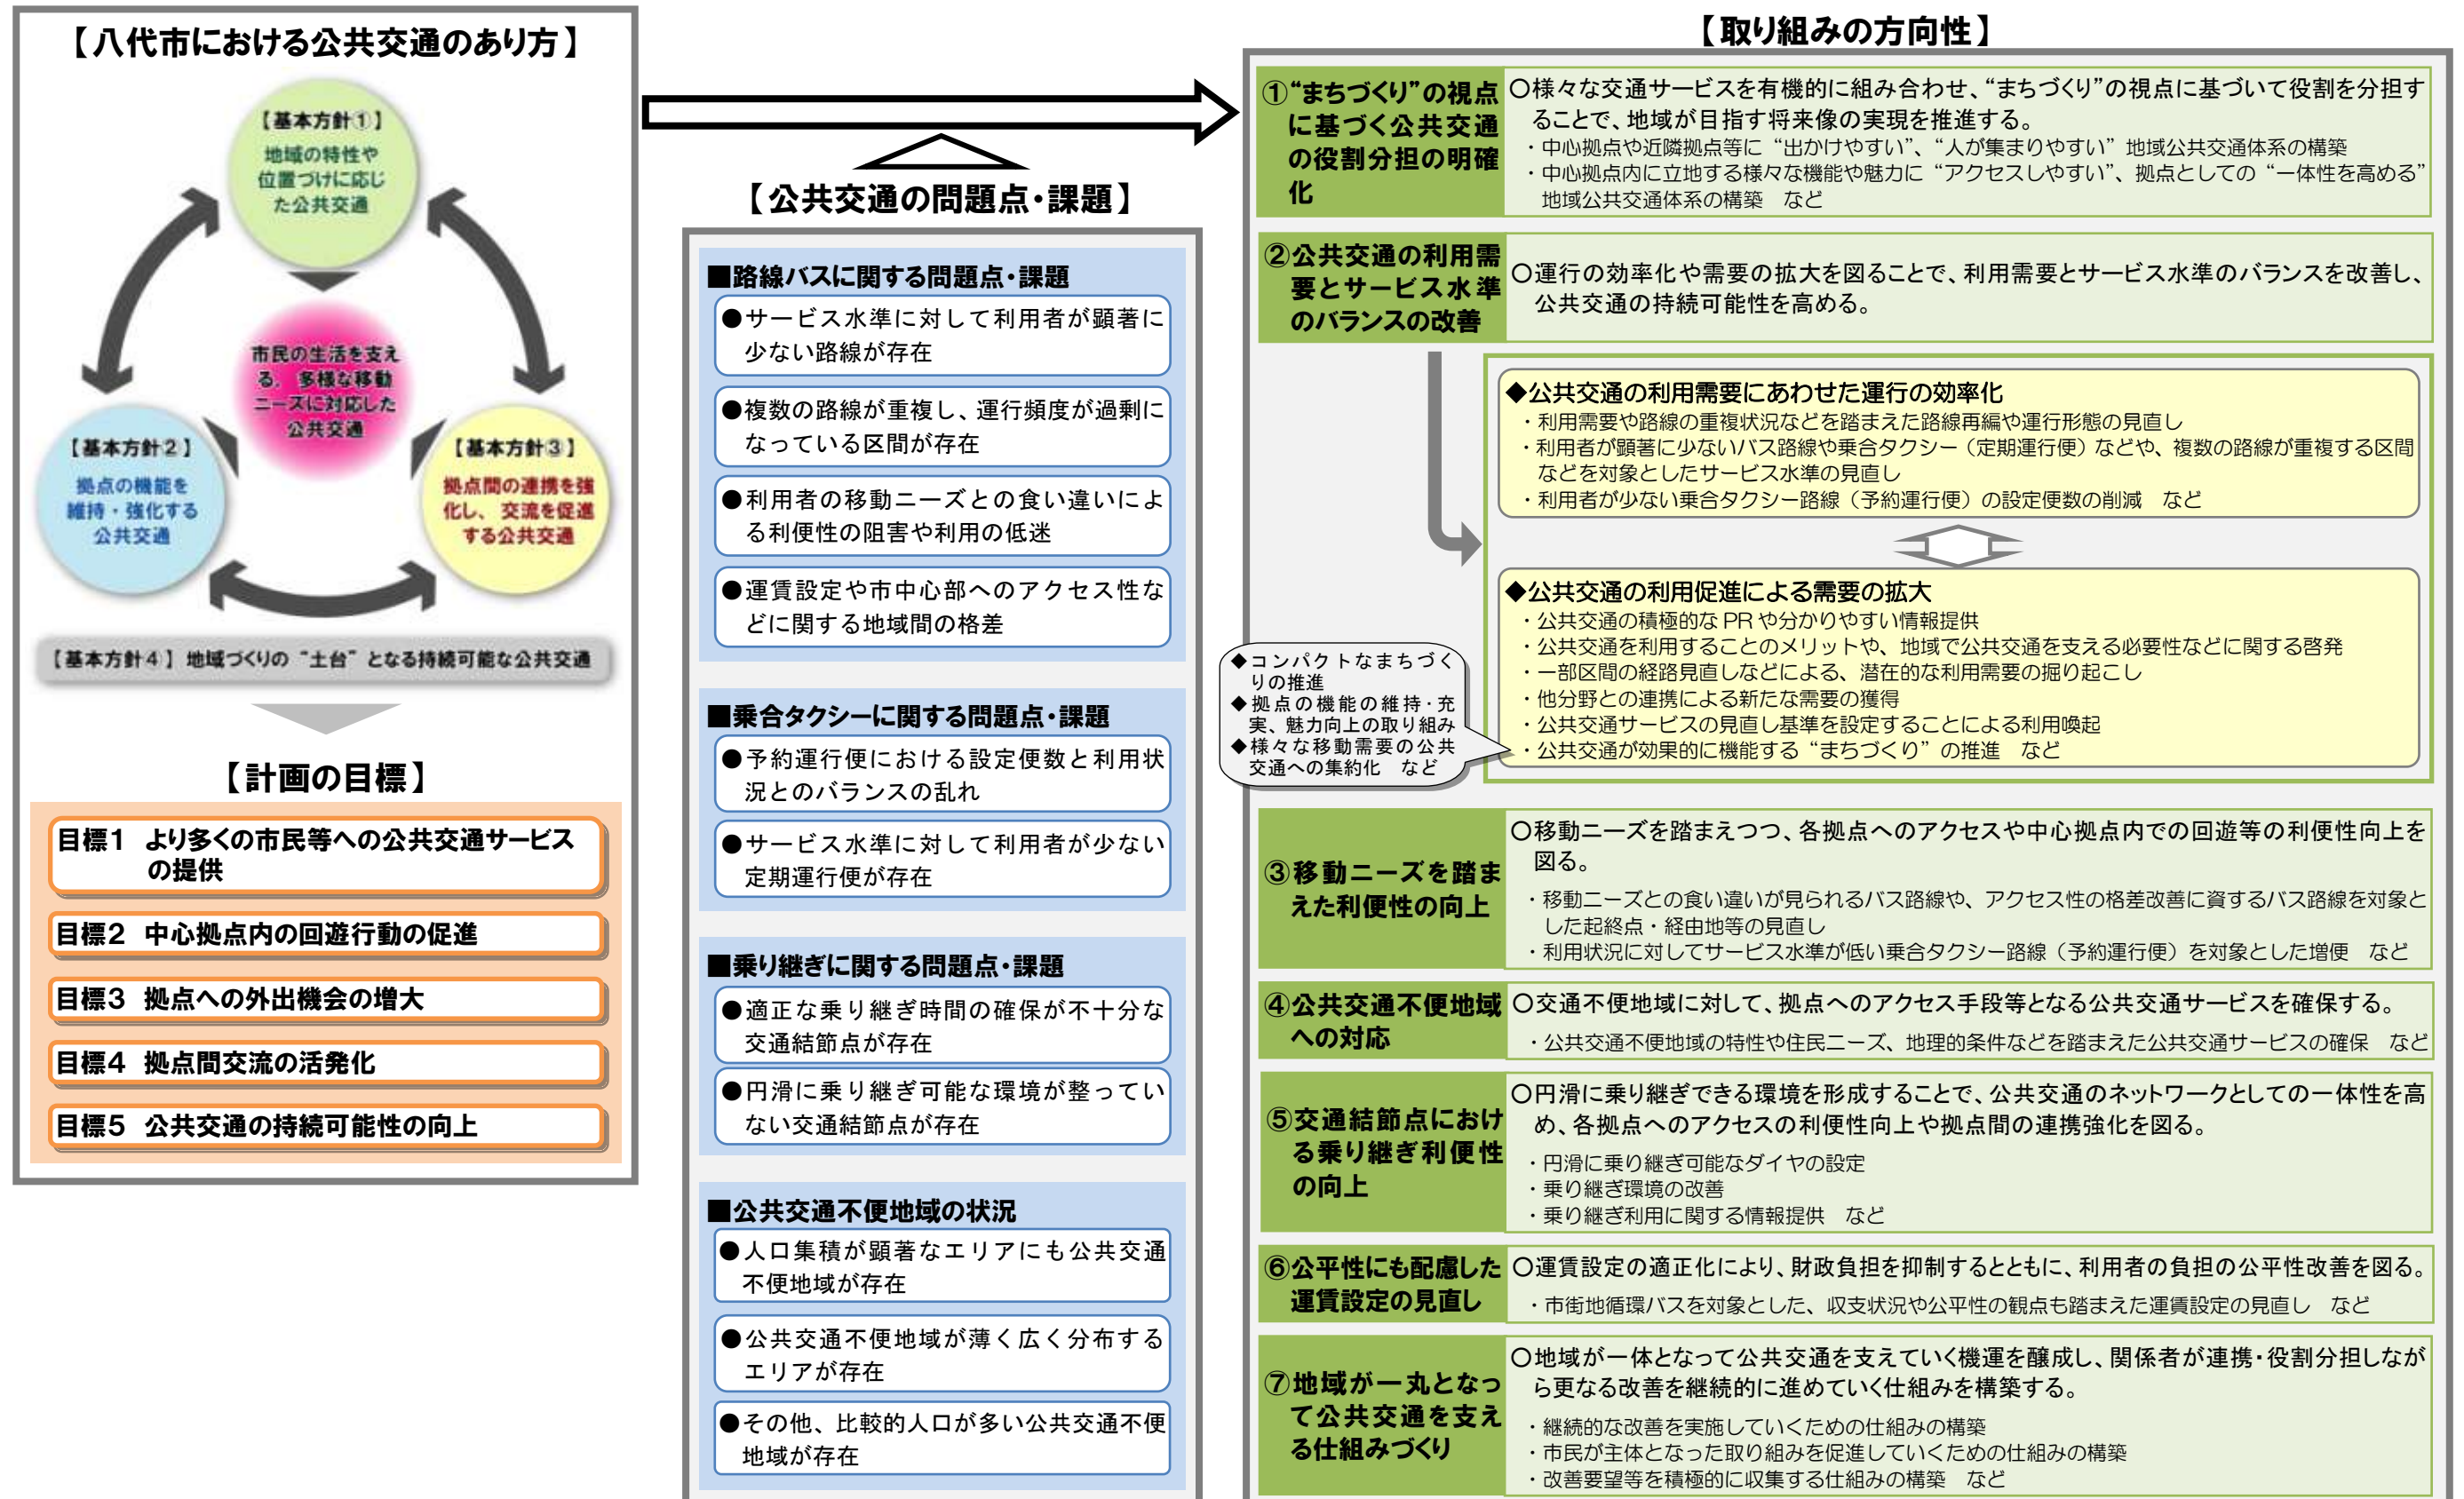 【八代市における公共交通のあり方】
【基本方針①】
地域の特性や
位置づけに応じ
た公共交通
市民の生活を支え
る、多様な移動
ニーズに対応した
公共交通
【基本方針②】
拠点の機能を
維持・強化する
公共交通
【基本方針③】
拠点間の連携を強
化し、交流を促進
する公共交通
【基本方針④】地域づくりの“土台”となる持続可能な公共交通
【計画の目標】
目標1 より多くの市民等への公共交通サービス
の提供
目標2 中心拠点内の回遊行動の促進
目標3 拠点への外出機会の増大
目標4 拠点間交流の活発化
目標5 公共交通の持続可能性の向上
【公共交通の問題点・課題】
■路線バスに関する問題点・課題
●サービス水準に対して利用者が顕著に
少ない路線が存在
●複数の路線が重複し、運行頻度が過剰に
なっている区間が存在
●利用者の移動ニーズとの食い違いによ
る利便性の阻害や利用の低迷
●運賃設定や市中心部へのアクセス性な
どに関する地域間の格差
■乗合タクシーに関する問題点・課題
●予約運行便における設定便数と利用状
況とのバランスの乱れ
●サービス水準に対して利用者が少ない
定期運行便が存在
■乗り継ぎに関する問題点・課題
●適正な乗り継ぎ時間の確保が不十分な
交通結節点が存在
●円滑に乗り継ぎ可能な環境が整ってい
ない交通結節点が存在
■公共交通不便地域の状況
●人口集積が顕著なエリアにも公共交通
不便地域が存在
●公共交通不便地域が薄く広く分布する
エリアが存在
●その他、比較的人口が多い公共交通不便
地域が存在
【取り組みの方向性】
①“まちづくり”の視点
に基づく公共交通
の役割分担の明確
化
○様々な交通サービスを有機的に組み合わせ、“まちづくり”の視点に基づいて役割を分担す
ることで、地域が目指す将来像の実現を推進する。
・中心拠点や近隣拠点等に“出かけやすい”、“人が集まりやすい”地域公共交通体系の構築
・中心拠点内に立地する様々な機能や魅力に“アクセスしやすい”、拠点としての“一体性を高める”
地域公共交通体系の構築　など
②公共交通の利用需
要とサービス水準
のバランスの改善
○運行の効率化や需要の拡大を図ることで、利用需要とサービス水準のバランスを改善し、
公共交通の持続可能性を高める。
◆公共交通の利用需要にあわせた運行の効率化
・利用需要や路線の重複状況などを踏まえた路線再編や運行形態の見直し
・利用者が顕著に少ないバス路線や乗合タクシー（定期運行便）などや、複数の路線が重複する区間
などを対象としたサービス水準の見直し
・利用者が少ない乗合タクシー路線（予約運行便）の設定便数の削減　など
◆公共交通の利用促進による需要の拡大
・公共交通の積極的なPRや分かりやすい情報提供
・公共交通を利用することのメリットや、地域で公共交通を支える必要性などに関する啓発
・一部区間の経路見直しなどによる、潜在的な利用需要の掘り起こし
・他分野との連携による新たな需要の獲得
・公共交通サービスの見直し基準を設定することによる利用喚起
・公共交通が効果的に機能する“まちづくり”の推進　など
◆コンパクトなまちづく
りの推進
◆拠点の機能の維持・充
実、魅力向上の取り組み
◆様々な移動需要の公共
交通への集約化　など
③移動ニーズを踏ま
えた利便性の向上
○移動ニーズを踏まえつつ、各拠点へのアクセスや中心拠点内での回遊等の利便性向上を
図る。
・移動ニーズとの食い違いが見られるバス路線や、アクセス性の格差改善に資するバス路線を対象と
した起終点・経由地等の見直し
・利用状況に対してサービス水準が低い乗合タクシー路線（予約運行便）を対象とした増便　など
④公共交通不便地域
への対応
○交通不便地域に対して、拠点へのアクセス手段等となる公共交通サービスを確保する。
・公共交通不便地域の特性や住民ニーズ、地理的条件などを踏まえた公共交通サービスの確保　など
⑤交通結節点におけ
る乗り継ぎ利便性
の向上
○円滑に乗り継ぎできる環境を形成することで、公共交通のネットワークとしての一体性を高
め、各拠点へのアクセスの利便性向上や拠点間の連携強化を図る。
・円滑に乗り継ぎ可能なダイヤの設定
・乗り継ぎ環境の改善
・乗り継ぎ利用に関する情報提供　など
⑥公平性にも配慮した
運賃設定の見直し
○運賃設定の適正化により、財政負担を抑制するとともに、利用者の負担の公平性改善を図る。
・市街地循環バスを対象とした、収支状況や公平性の観点も踏まえた運賃設定の見直し　など
⑦地域が一丸となっ
て公共交通を支え
る仕組みづくり
○地域が一体となって公共交通を支えていく機運を醸成し、関係者が連携・役割分担しなが
ら更なる改善を継続的に進めていく仕組みを構築する。
・継続的な改善を実施していくための仕組みの構築
・市民が主体となった取り組みを促進していくための仕組みの構築
・改善要望等を積極的に収集する仕組みの構築　など